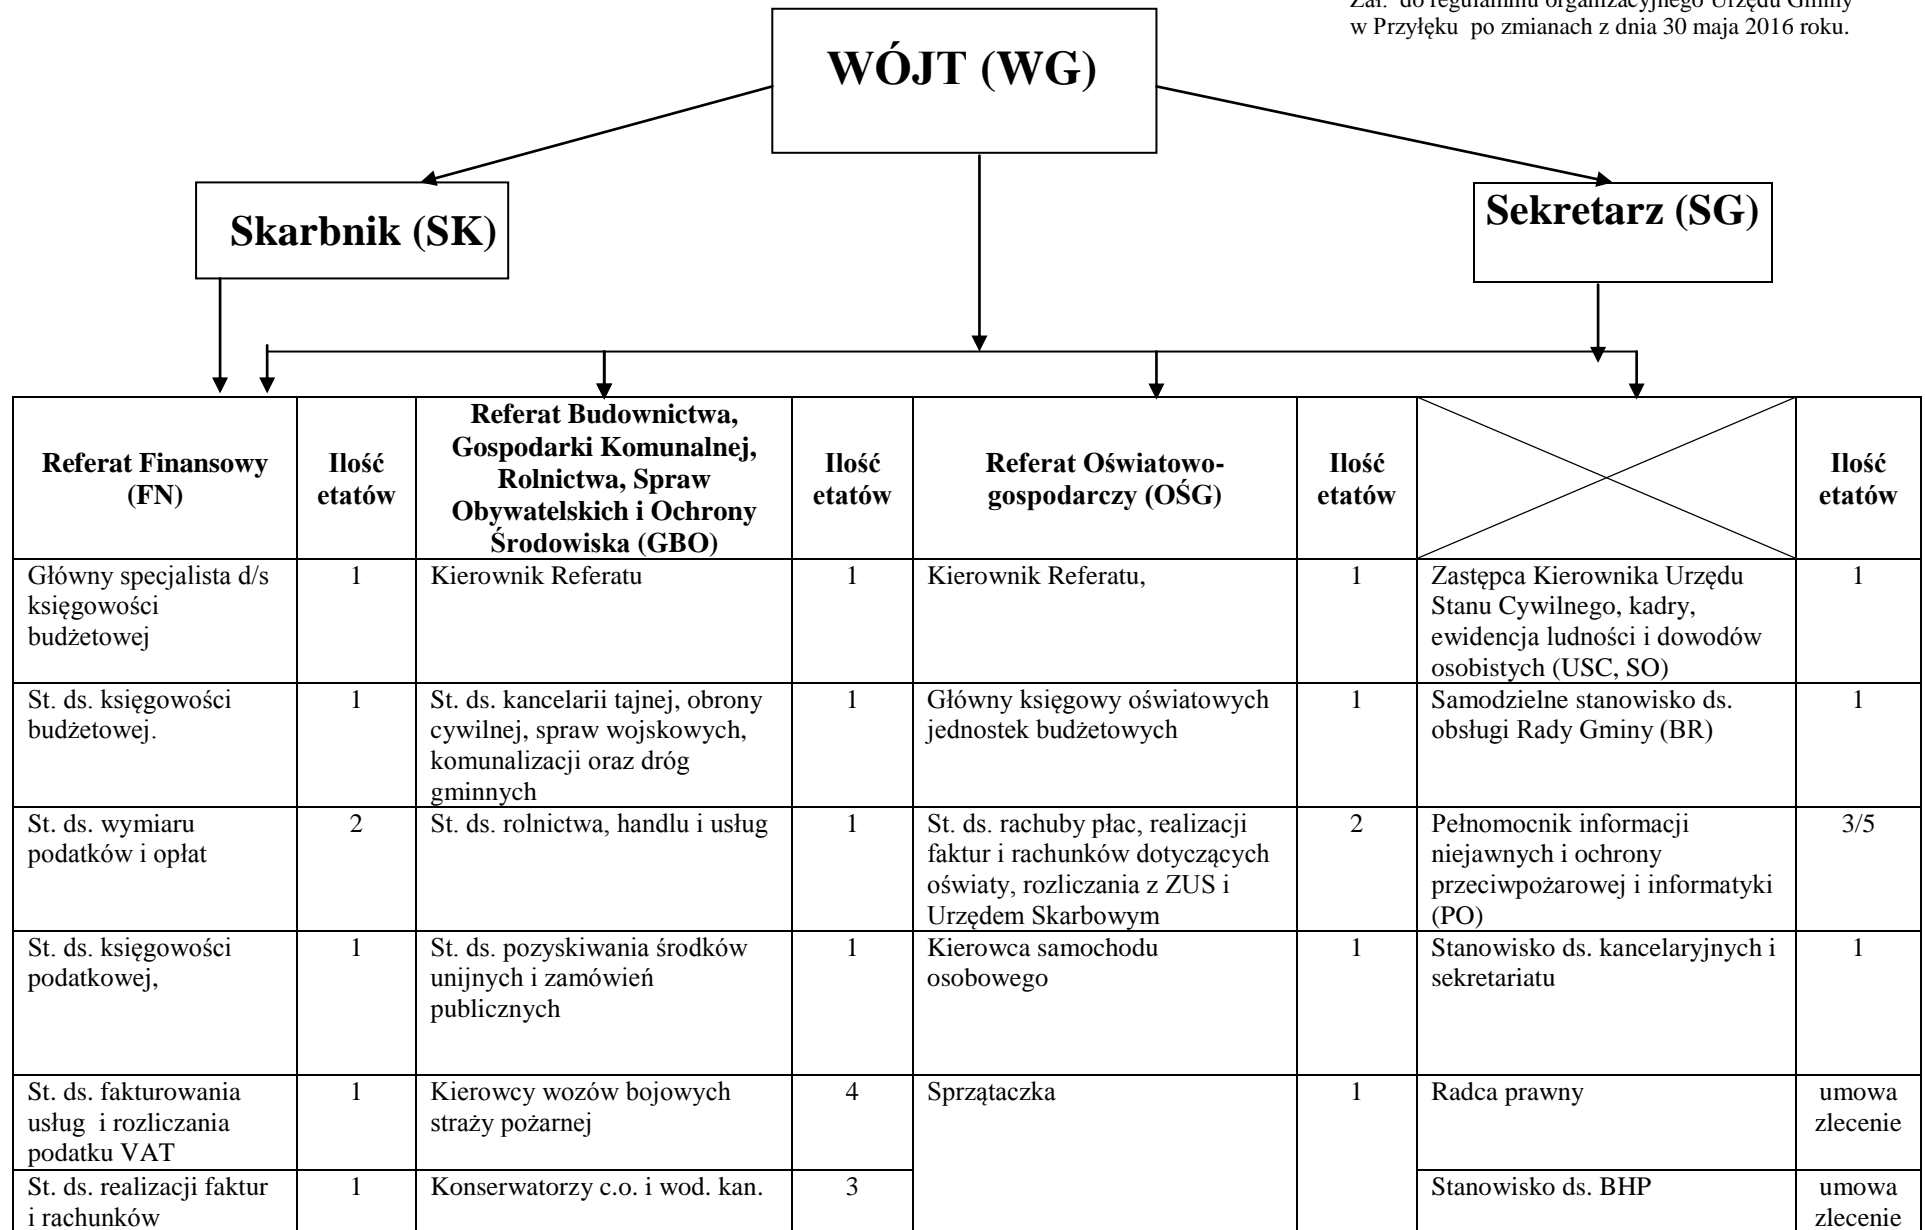 Zał. do regulaminu organizacyjnego Urzędu Gminy
w Przyłęku po zmianach z dnia 30 maja 2016 roku.
WÓJT (WG)
Skarbnik (SK)
Sekretarz (SG)
Referat Finansowy
(FN)
Ilość
etatów
Referat Budownictwa,
Gospodarki Komunalnej,
Rolnictwa, Spraw
Obywatelskich i Ochrony
Środowiska (GBO)
Ilość
etatów
Referat Oświatowo-
gospodarczy (OŚG)
Ilość
etatów
Ilość
etatów
Główny specjalista d/s
księgowości
budżetowej
1
Kierownik Referatu
1
Kierownik Referatu,
1
Zastępca Kierownika Urzędu
Stanu Cywilnego, kadry,
ewidencja ludności i dowodów
osobistych (USC, SO)
1
St. ds. księgowości
budżetowej.
1
St. ds. kancelarii tajnej, obrony
cywilnej, spraw wojskowych,
komunalizacji oraz dróg
gminnych
1
Główny księgowy oświatowych
jednostek budżetowych
1
Samodzielne stanowisko ds.
obsługi Rady Gminy (BR)
1
St. ds. wymiaru
podatków i opłat
2
St. ds. rolnictwa, handlu i usług
1
St. ds. rachuby płac, realizacji
faktur i rachunków dotyczących
oświaty, rozliczania z ZUS i
Urzędem Skarbowym
2
Pełnomocnik informacji
niejawnych i ochrony
przeciwpożarowej i informatyki
(PO)
3/5
St. ds. księgowości
podatkowej,
1
St. ds. pozyskiwania środków
unijnych i zamówień
publicznych
1
Kierowca samochodu
osobowego
1
Stanowisko ds. kancelaryjnych i
sekretariatu
1
St. ds. fakturowania
usług i rozliczania
podatku VAT
1
Kierowcy wozów bojowych
straży pożarnej
4
Sprzątaczka
1
Radca prawny
umowa
zlecenie
St. ds. realizacji faktur
i rachunków
1
Konserwatorzy c.o. i wod. kan.
3
Stanowisko ds. BHP
umowa
zlecenie